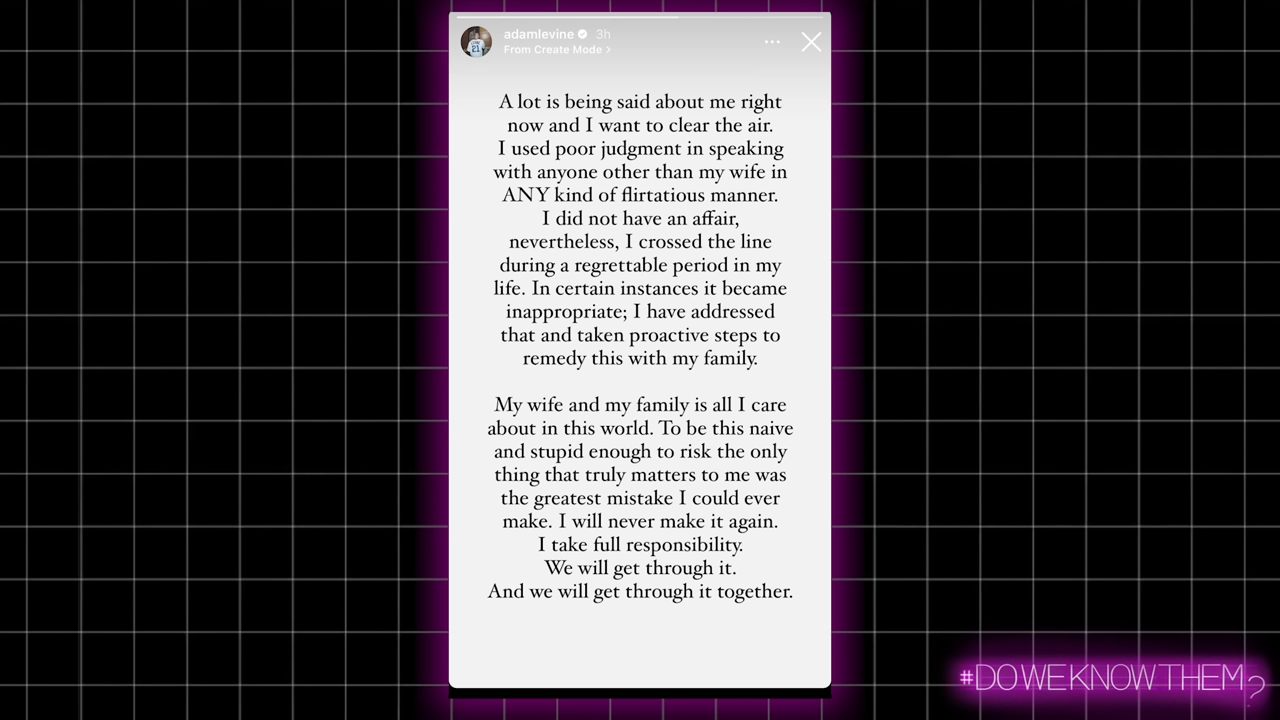 adamlevine 3h
From Create Mode >
A lot is being said about me right
now and I want to clear the air.
I used poor judgment in speaking
with anyone other than my wife in
ANY kind of flirtatious manner.
I did not have an affair,
nevertheless, I crossed the line
during a regrettable period in my
life. In certain instances it became
inappropriate; I have addressed
that and taken proactive steps to
remedy this with my family.
My wife and my family is all I care
about in this world. To be this naive
and stupid enough to risk the only
thing that truly matters to me was
the greatest mistake I could ever
make. I will never make it again.
I take full responsibility.
We will get through it.
And we will get through it together.
#DOWEKNOWTHEM?